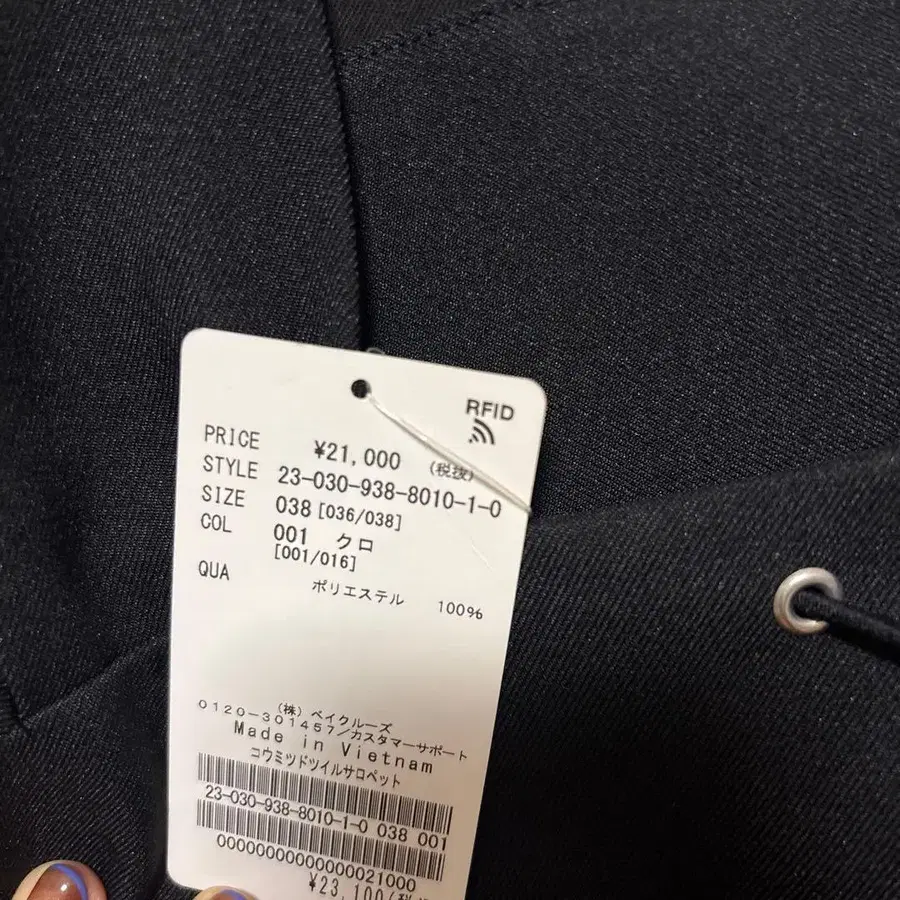 RFID
PRICE ¥21,000 (税抜)
STYLE 23-030-938-8010-1-0
SIZE 038 [036/038]
COL 001 クロ
[001/016]
QUA ポリエステル 100%
(株)ベイクルーズ
0120-301457/カスタマーサポート
Made in Vietnam
コウミツドツイルサロペット
23-030-938-8010-1-0 038 001
0000000000000021000
¥23,100